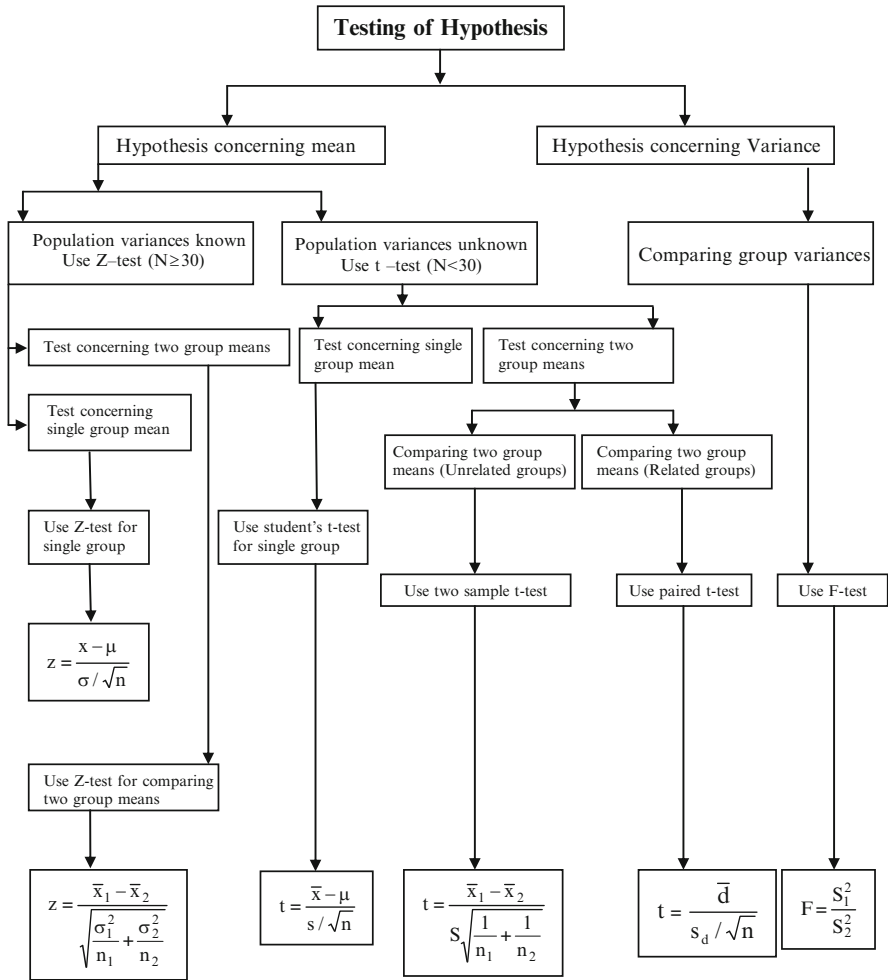 Testing of Hypothesis
Hypothesis concerning mean
Hypothesis concerning Variance
Population variances known
Use Z–test (N≥30)
Population variances unknown
Use t –test (N<30)
Comparing group variances
Test concerning two group means
Test concerning single
group mean
Test concerning two
group means
Test concerning
single group mean
Comparing two group
means (Unrelated groups)
Comparing two group
means (Related groups)
Use Z-test for
single group
Use student's t-test
for single group
Use two sample t-test
Use paired t-test
Use F-test
z = (x − μ) / (σ / √n)
Use Z-test for comparing
two group means
z = (x̅₁ − x̅₂) / √(σ₁²/n₁ + σ₂²/n₂)
t = (x̅ − μ) / (s / √n)
t = (x̅₁ − x̅₂) / (S√(1/n₁ + 1/n₂))
t = d̅ / (s_d / √n)
F = S₁² / S₂²